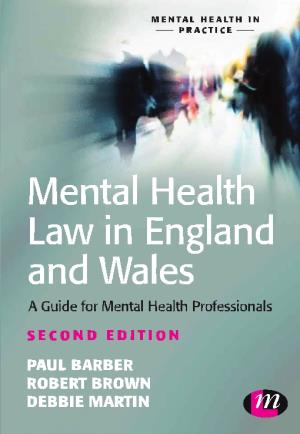 MENTAL HEALTH IN
PRACTICE
Mental Health
Law in England
and Wales
A Guide for Mental Health Professionals
SECOND EDITION
PAUL BARBER
ROBERT BROWN
DEBBIE MARTIN
m